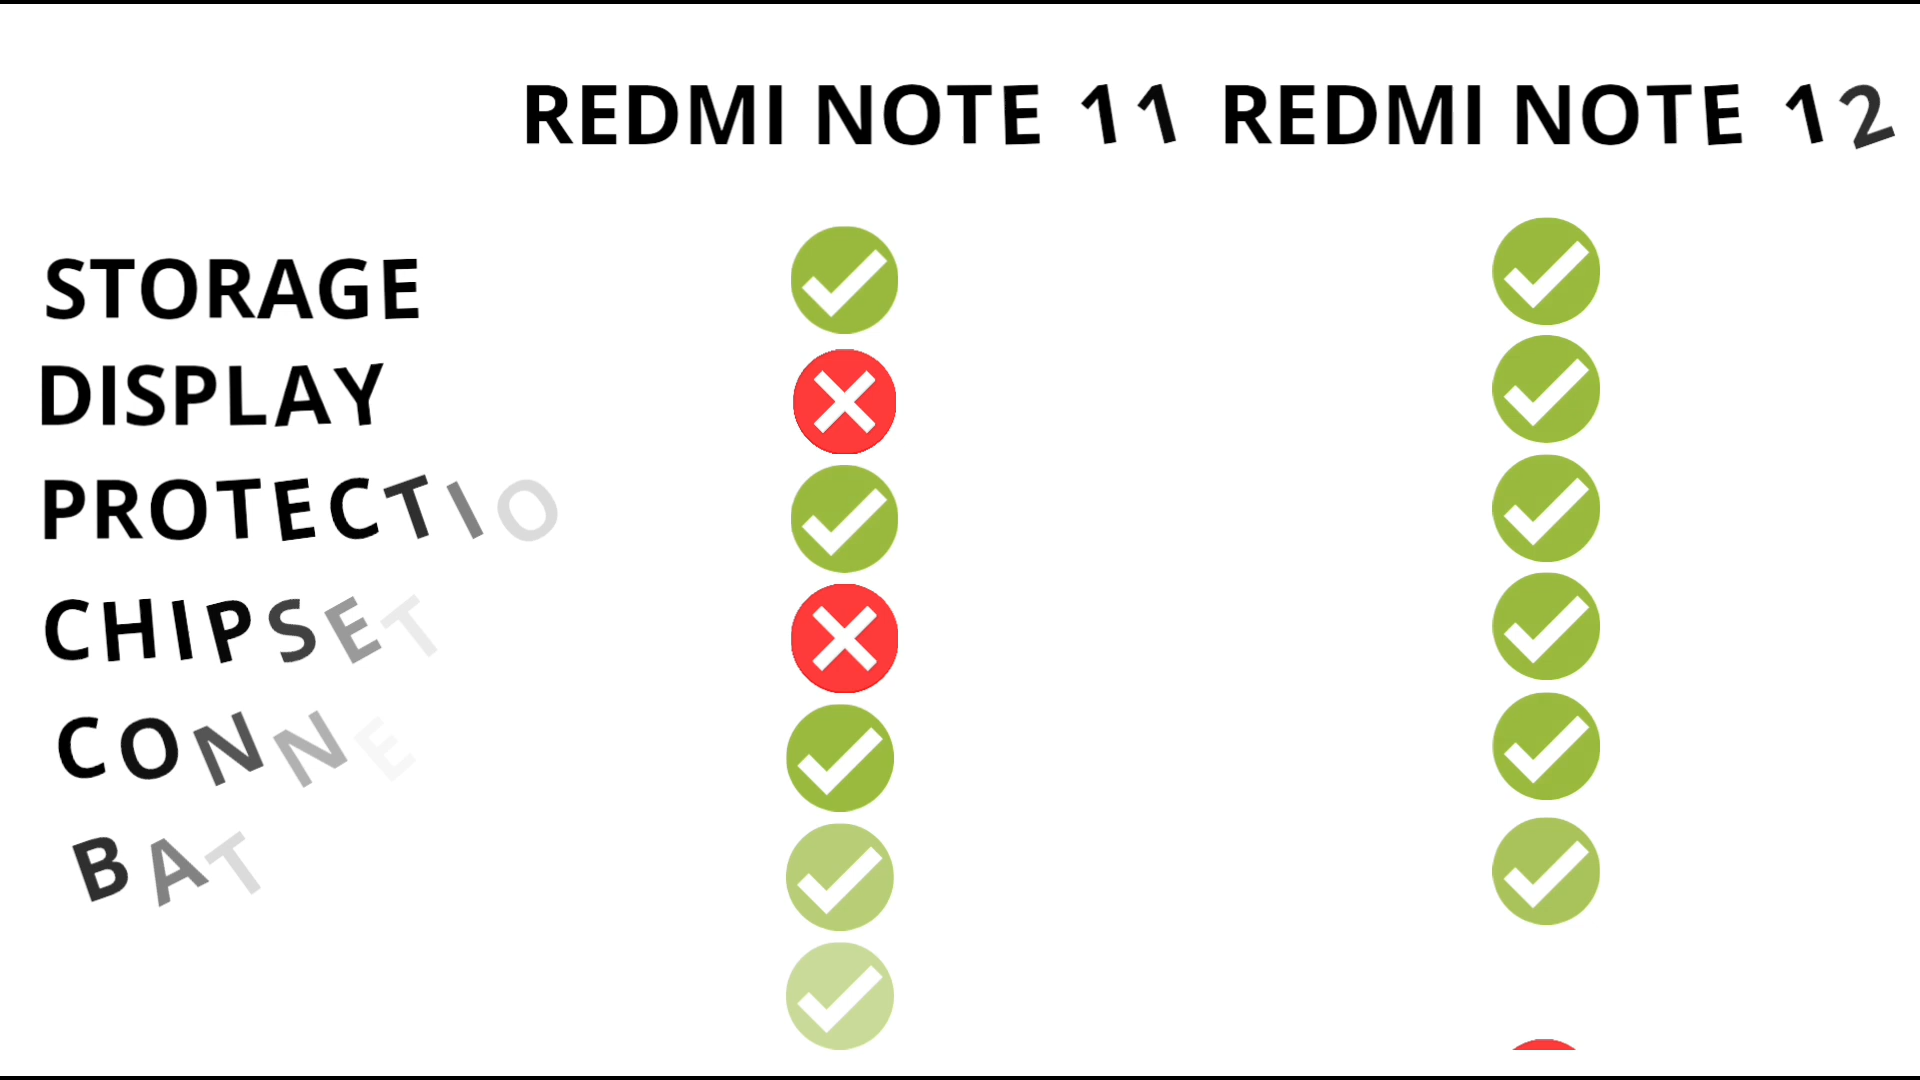 REDMI NOTE 11 REDMI NOTE 12
STORAGE
DISPLAY
PROTECTIO
CHIPSET
CONNE
BAT